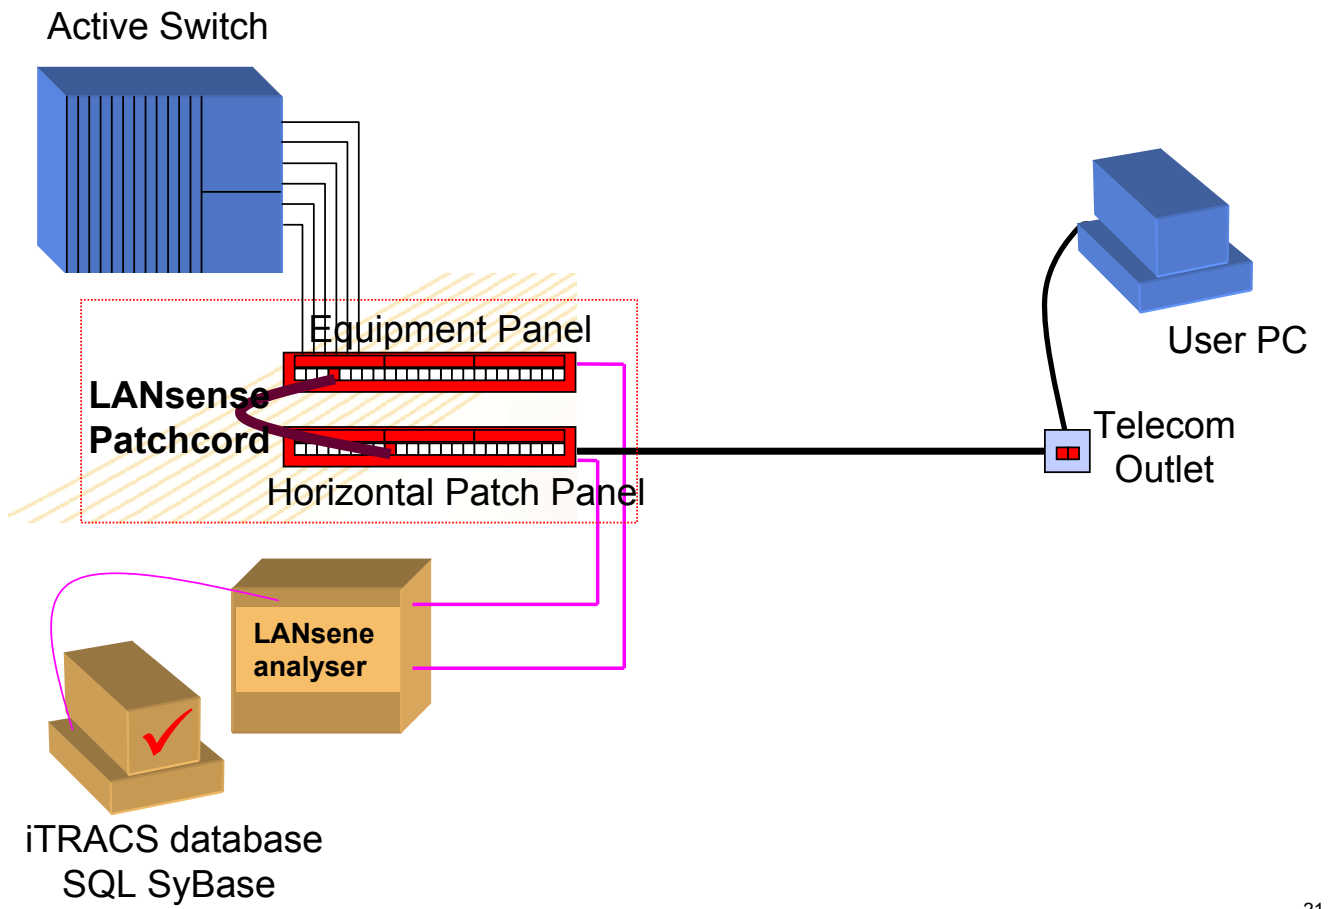 Active Switch
Equipment Panel
User PC
LANsense
Patchcord
Telecom
Outlet
Horizontal Patch Panel
LANsene
analyser
iTRACS database
SQL SyBase
21